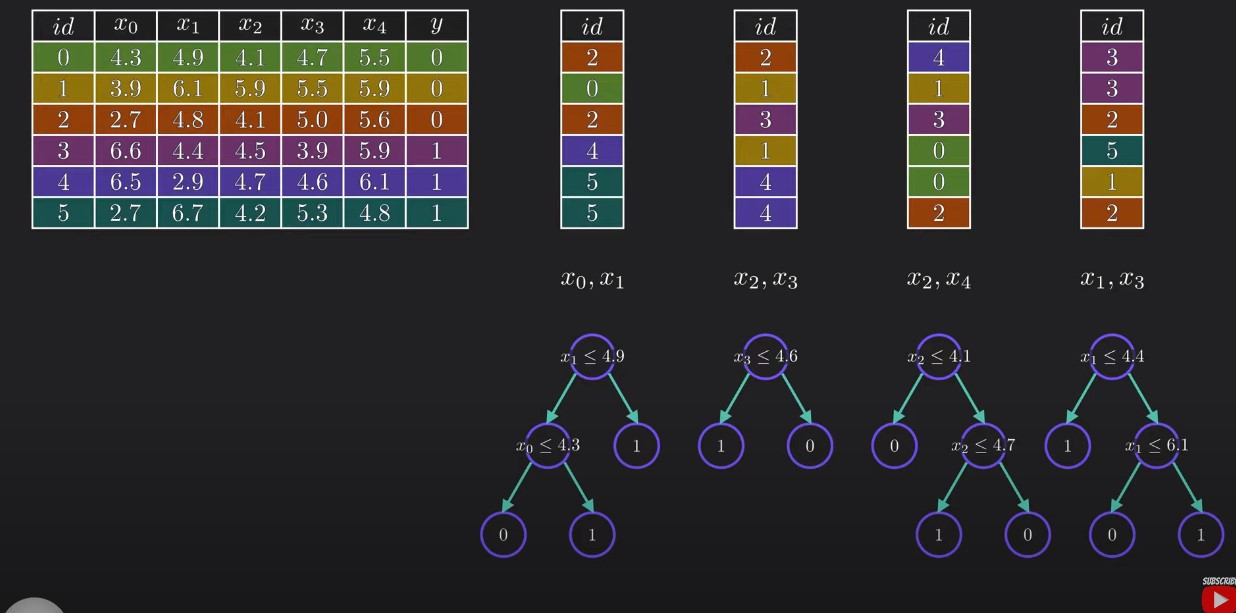 id x₀ x₁ x₂ x₃ x₄ y
0 4.3 4.9 4.1 4.7 5.5 0
1 3.9 6.1 5.9 5.5 5.9 0
2 2.7 4.8 4.1 5.0 5.6 0
3 6.6 4.4 4.5 3.9 5.9 1
4 6.5 2.9 4.7 4.6 6.1 1
5 2.7 6.7 4.2 5.3 4.8 1
id
2
0
2
4
5
5
id
2
1
3
1
4
4
id
4
1
3
0
0
2
id
3
3
2
5
1
2
x₀, x₁
x₂, x₃
x₂, x₄
x₁, x₃
x₁ ≤ 4.9
x₀ ≤ 4.3
1
0
1
x₃ ≤ 4.6
1
0
x₂ ≤ 4.1
0
x₂ ≤ 4.7
1
0
x₁ ≤ 4.4
1
x₁ ≤ 6.1
0
1